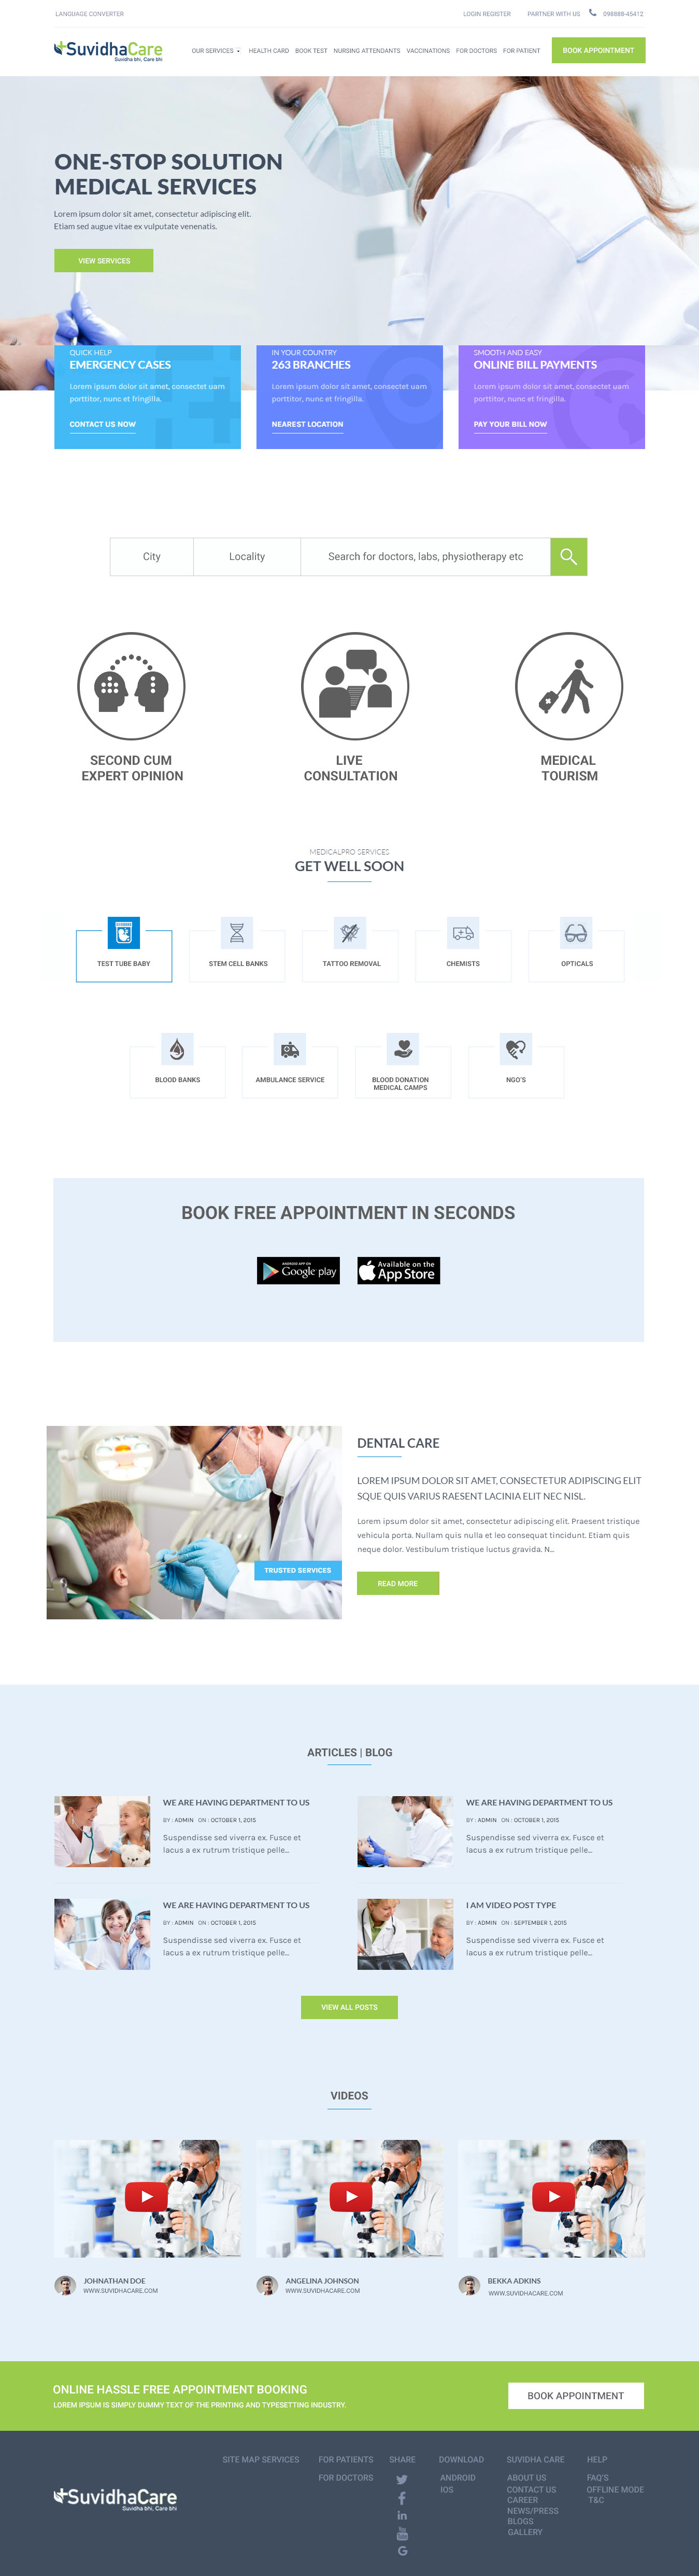 LANGUAGE CONVERTER
LOGIN REGISTER
PARTNER WITH US
098888-45412
SuvidhaCare
Suvidha bhi, Care bhi
OUR SERVICES
HEALTH CARD
BOOK TEST
NURSING ATTENDANTS
VACCINATIONS
FOR DOCTORS
FOR PATIENT
BOOK APPOINTMENT
ONE-STOP SOLUTION
MEDICAL SERVICES
Lorem ipsum dolor sit amet, consectetur adipiscing elit.
Etiam sed augue vitae ex vulputate venenatis.
VIEW SERVICES
QUICK HELP
EMERGENCY CASES
Lorem ipsum dolor sit amet, consectet uam
porttitor, nunc et fringilla.
CONTACT US NOW
IN YOUR COUNTRY
263 BRANCHES
Lorem ipsum dolor sit amet, consectet uam
porttitor, nunc et fringilla.
NEAREST LOCATION
SMOOTH AND EASY
ONLINE BILL PAYMENTS
Lorem ipsum dolor sit amet, consectet uam
porttitor, nunc et fringilla.
PAY YOUR BILL NOW
City
Locality
Search for doctors, labs, physiotherapy etc
SECOND CUM
EXPERT OPINION
LIVE
CONSULTATION
MEDICAL
TOURISM
MEDICALPRO SERVICES
GET WELL SOON
TEST TUBE BABY
STEM CELL BANKS
TATTOO REMOVAL
CHEMISTS
OPTICALS
BLOOD BANKS
AMBULANCE SERVICE
BLOOD DONATION
MEDICAL CAMPS
NGO'S
BOOK FREE APPOINTMENT IN SECONDS
ANDROID APP ON
Google play
Available on the
App Store
DENTAL CARE
LOREM IPSUM DOLOR SIT AMET, CONSECTETUR ADIPISCING ELIT
SQUE QUIS VARIUS RAESENT LACINIA ELIT NEC NISL.
Lorem ipsum dolor sit amet, consectetur adipiscing elit. Praesent tristique
vehicula porta. Nullam quis nulla et leo consequat tincidunt. Etiam quis
neque dolor. Vestibulum tristique luctus gravida. N...
TRUSTED SERVICES
READ MORE
ARTICLES | BLOG
WE ARE HAVING DEPARTMENT TO US
BY : ADMIN ON : OCTOBER 1, 2015
Suspendisse sed viverra ex. Fusce et
lacus a ex rutrum tristique pelle...
WE ARE HAVING DEPARTMENT TO US
BY : ADMIN ON : OCTOBER 1, 2015
Suspendisse sed viverra ex. Fusce et
lacus a ex rutrum tristique pelle...
WE ARE HAVING DEPARTMENT TO US
BY : ADMIN ON : OCTOBER 1, 2015
Suspendisse sed viverra ex. Fusce et
lacus a ex rutrum tristique pelle...
I AM VIDEO POST TYPE
BY : ADMIN ON : SEPTEMBER 1, 2015
Suspendisse sed viverra ex. Fusce et
lacus a ex rutrum tristique pelle...
VIEW ALL POSTS
VIDEOS
JOHNATHAN DOE
WWW.SUVIDHACARE.COM
ANGELINA JOHNSON
WWW.SUVIDHACARE.COM
BEKKA ADKINS
WWW.SUVIDHACARE.COM
ONLINE HASSLE FREE APPOINTMENT BOOKING
LOREM IPSUM IS SIMPLY DUMMY TEXT OF THE PRINTING AND TYPESETTING INDUSTRY.
BOOK APPOINTMENT
SuvidhaCare
Suvidha bhi, Care bhi
SITE MAP SERVICES
FOR PATIENTS
FOR DOCTORS
SHARE
You Tube
DOWNLOAD
ANDROID
IOS
SUVIDHA CARE
ABOUT US
CONTACT US
CAREER
NEWS/PRESS
BLOGS
GALLERY
HELP
FAQ'S
OFFLINE MODE
T&C